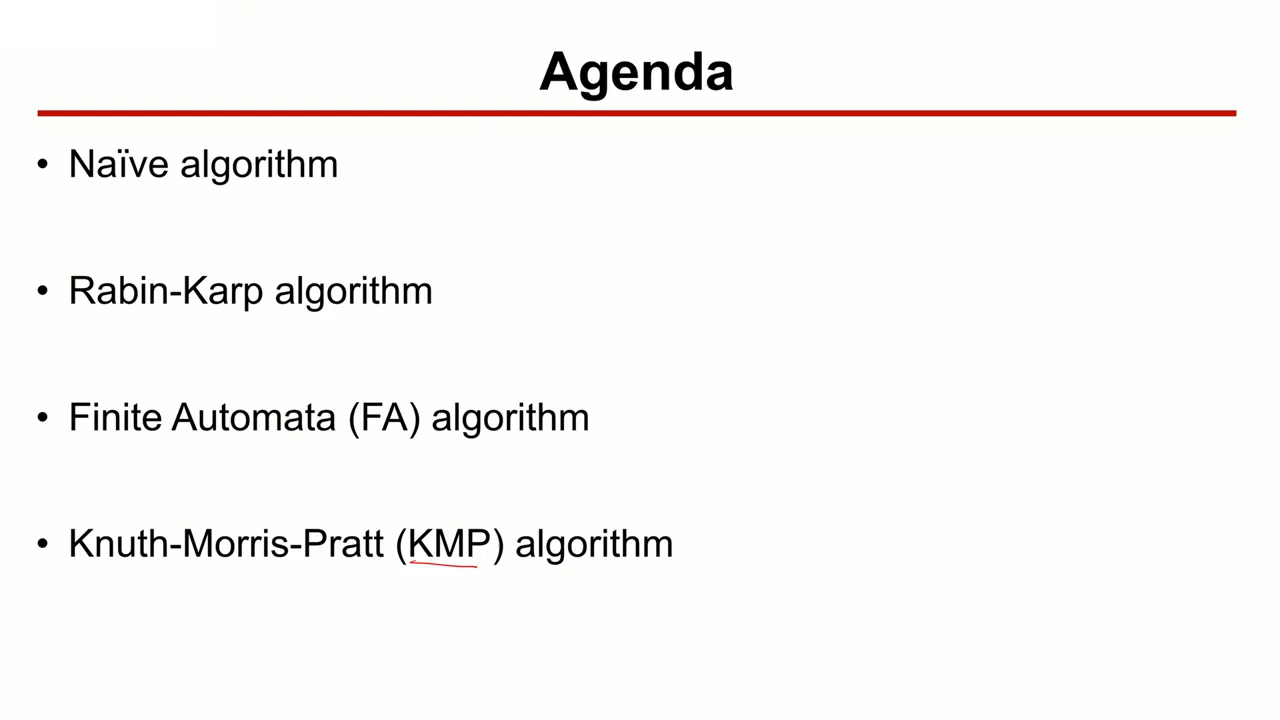 Agenda
• Naïve algorithm
• Rabin-Karp algorithm
• Finite Automata (FA) algorithm
• Knuth-Morris-Pratt (KMP) algorithm